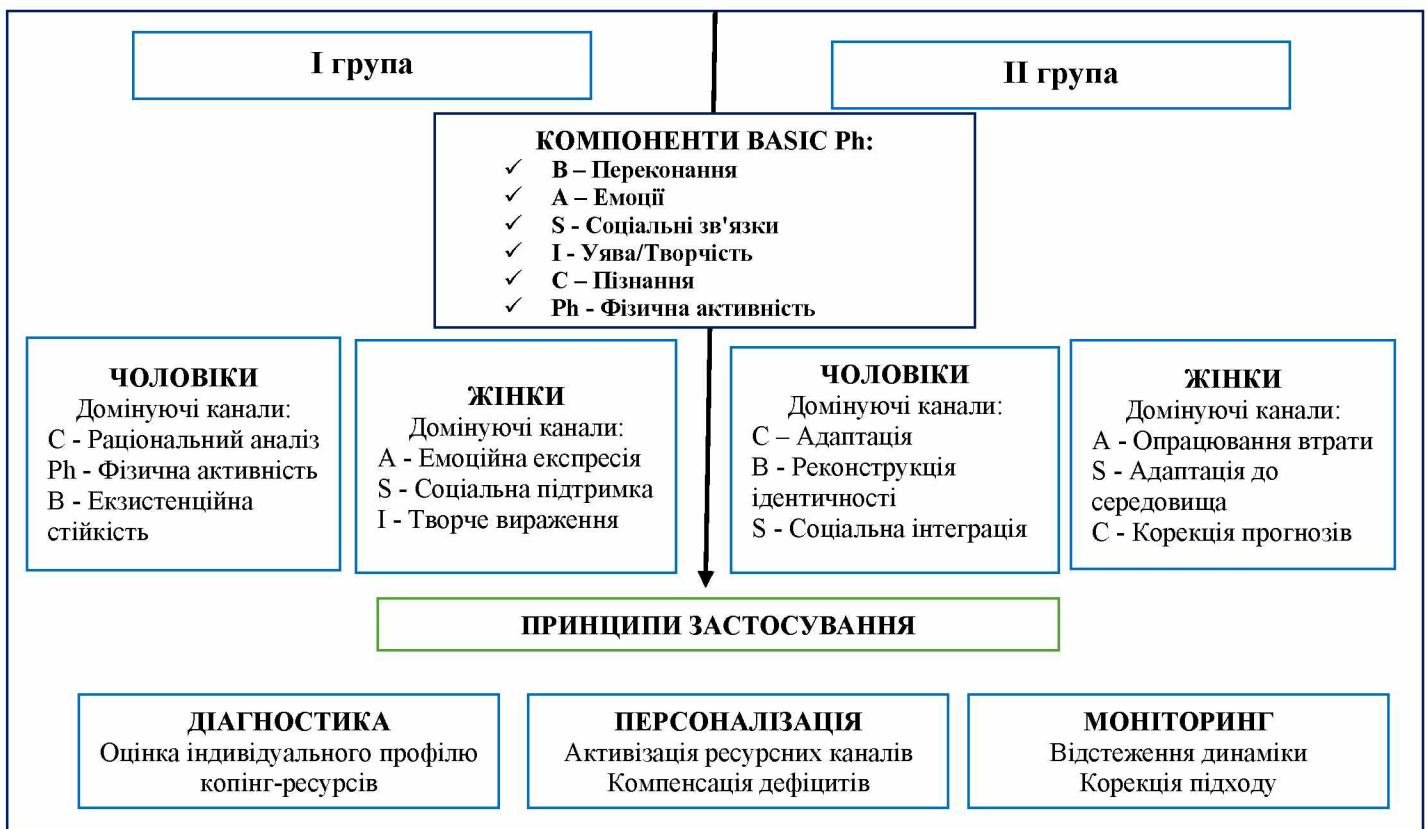 І група
ІІ група
КОМПОНЕНТИ BASIC Ph:
✓ B – Переконання
✓ A – Емоції
✓ S - Соціальні зв'язки
✓ I - Уява/Творчість
✓ C – Пізнання
✓ Ph - Фізична активність
ЧОЛОВІКИ
Домінуючі канали:
C - Раціональний аналіз
Ph - Фізична активність
B - Екзистенційна
стійкість
ЖІНКИ
Домінуючі канали:
A - Емоційна експресія
S - Соціальна підтримка
I - Творче вираження
ЧОЛОВІКИ
Домінуючі канали:
C – Адаптація
B - Реконструкція
ідентичності
S - Соціальна інтеграція
ЖІНКИ
Домінуючі канали:
A - Опрацювання втрати
S - Адаптація до
середовища
C - Корекція прогнозів
ПРИНЦИПИ ЗАСТОСУВАННЯ
ДІАГНОСТИКА
Оцінка індивідуального профілю
копінг-ресурсів
ПЕРСОНАЛІЗАЦІЯ
Активізація ресурсних каналів
Компенсація дефіцитів
МОНІТОРИНГ
Відстеження динаміки
Корекція підходу